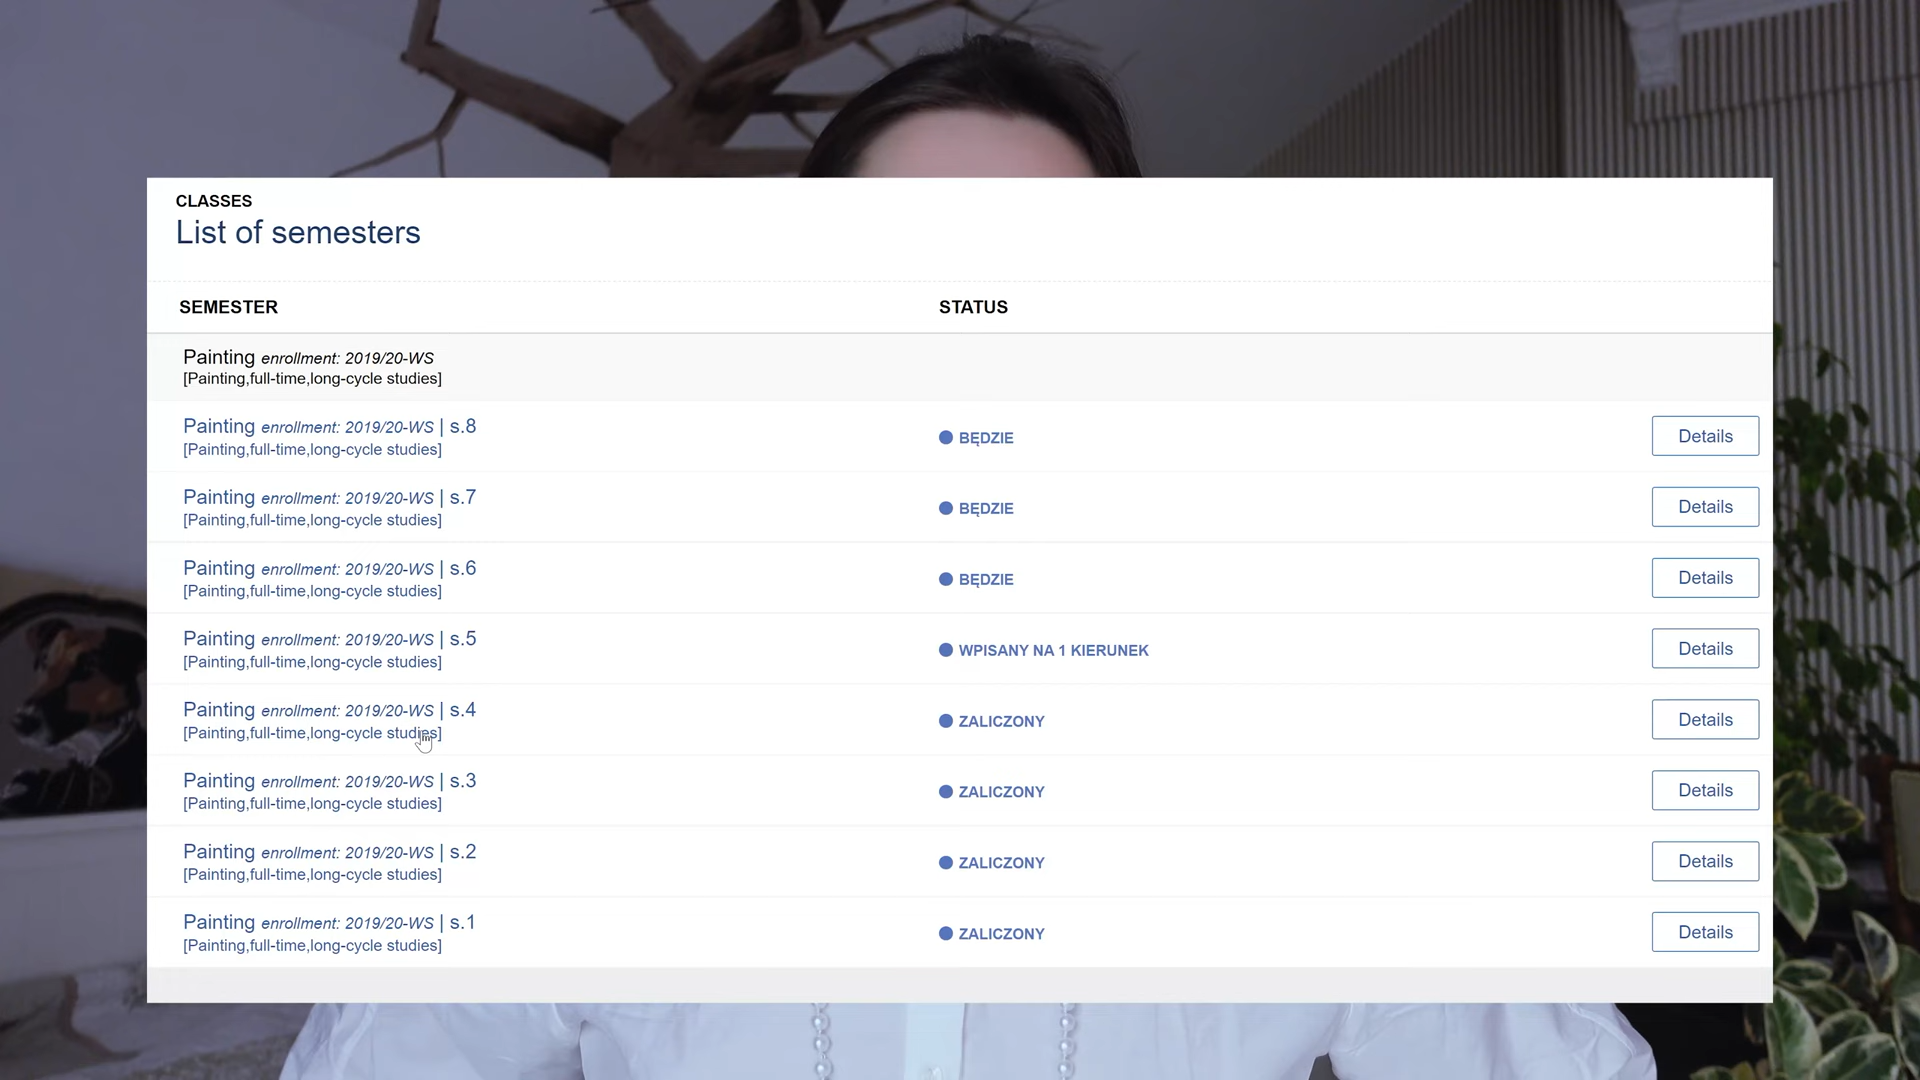 CLASSES
List of semesters
SEMESTER STATUS
Painting enrollment: 2019/20-WS
[Painting,full-time,long-cycle studies]
Painting enrollment: 2019/20-WS | s.8
[Painting,full-time,long-cycle studies]
BĘDZIE
Details
Painting enrollment: 2019/20-WS | s.7
[Painting,full-time,long-cycle studies]
BĘDZIE
Details
Painting enrollment: 2019/20-WS | s.6
[Painting,full-time,long-cycle studies]
BĘDZIE
Details
Painting enrollment: 2019/20-WS | s.5
[Painting,full-time,long-cycle studies]
WPISANY NA 1 KIERUNEK
Details
Painting enrollment: 2019/20-WS | s.4
[Painting,full-time,long-cycle studies]
ZALICZONY
Details
Painting enrollment: 2019/20-WS | s.3
[Painting,full-time,long-cycle studies]
ZALICZONY
Details
Painting enrollment: 2019/20-WS | s.2
[Painting,full-time,long-cycle studies]
ZALICZONY
Details
Painting enrollment: 2019/20-WS | s.1
[Painting,full-time,long-cycle studies]
ZALICZONY
Details